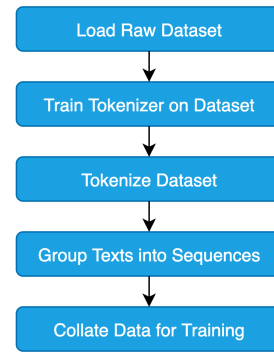 Load Raw Dataset
Train Tokenizer on Dataset
Tokenize Dataset
Group Texts into Sequences
Collate Data for Training